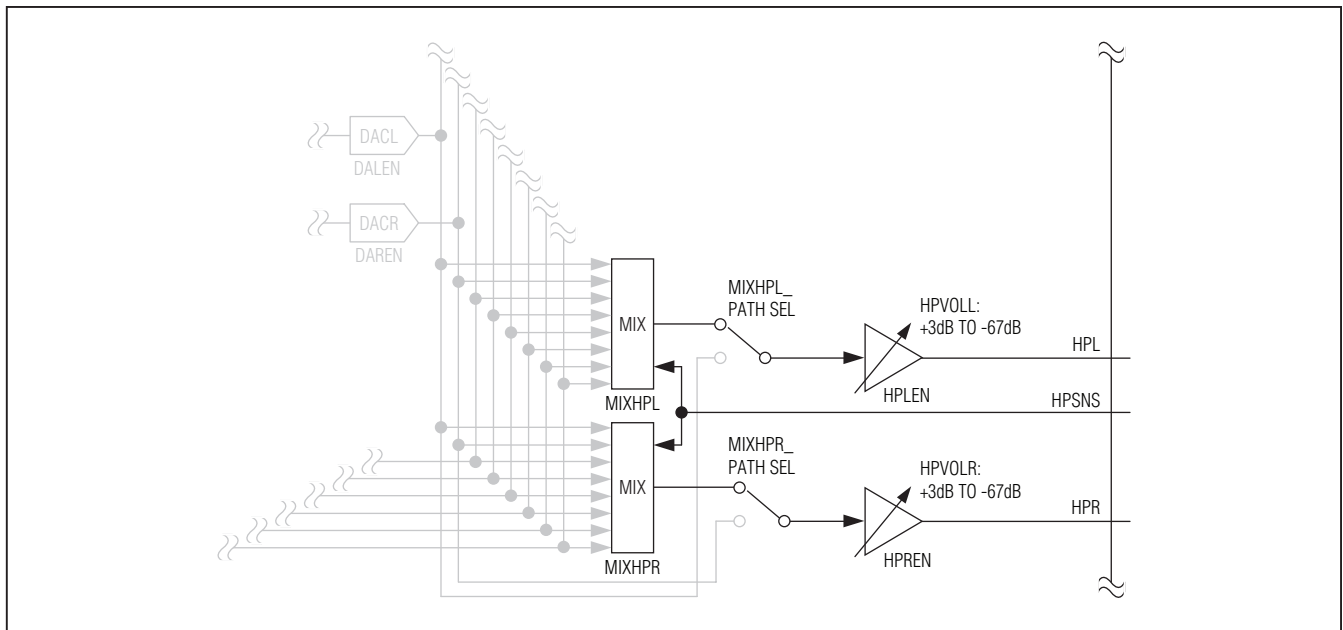 DACL
DALEN
DACR
DAREN
MIX
MIXHPL
MIXHPL_
PATH SEL
HPVOLL:
+3dB TO -67dB
HPLEN
HPL
HPSNS
MIX
MIXHPR
MIXHPR_
PATH SEL
HPVOLR:
+3dB TO -67dB
HPREN
HPR